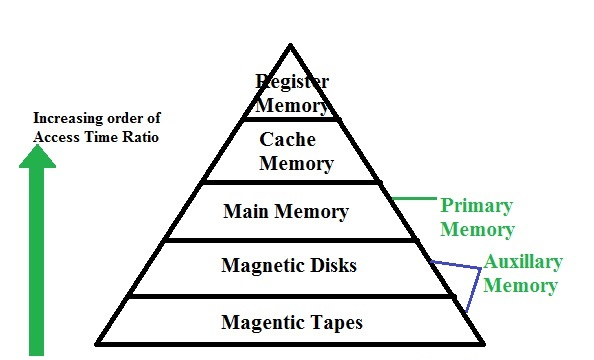 Register
Memory
Increasing order of
Access Time Ratio
Cache
Memory
Main Memory
Primary
Memory
Magnetic Disks
Auxillary
Memory
Magentic Tapes